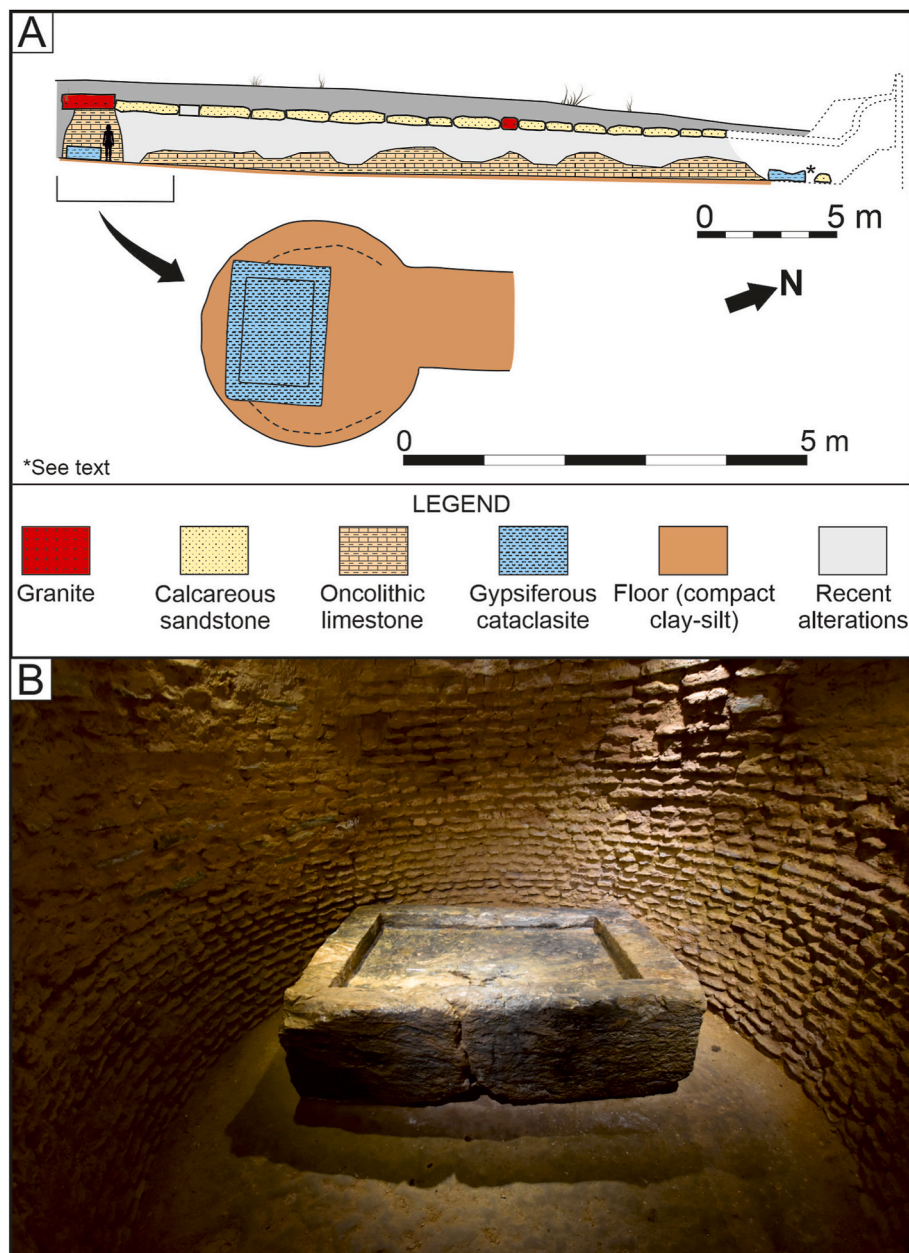 A
*
0 5 m
N
0 5 m
*See text
LEGEND
Granite
Calcareous
sandstone
Oncolithic
limestone
Gypsiferous
cataclasite
Floor (compact
clay-silt)
Recent
alterations
B